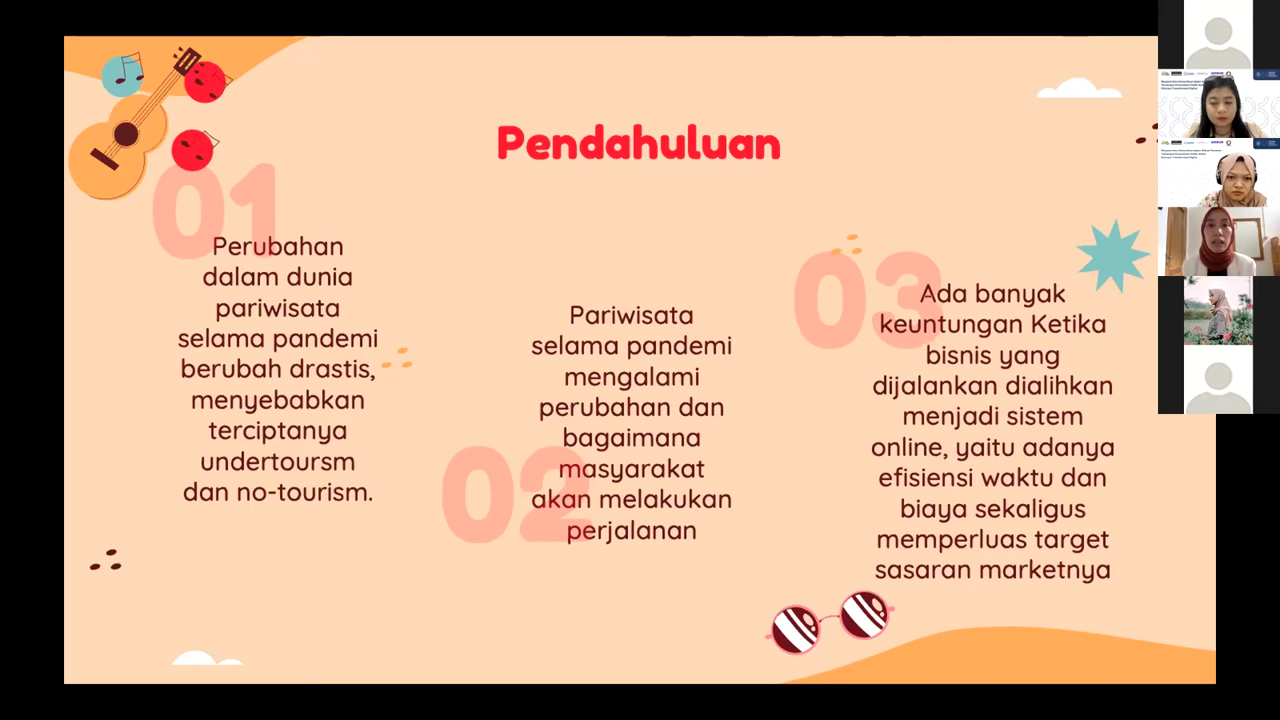 Pendahuluan
01
Perubahan
dalam dunia
pariwisata
selama pandemi
berubah drastis,
menyebabkan
terciptanya
undertoursm
dan no-tourism.
02
Pariwisata
selama pandemi
mengalami
perubahan dan
bagaimana
masyarakat
akan melakukan
perjalanan
03
Ada banyak
keuntungan Ketika
bisnis yang
dijalankan dialihkan
menjadi sistem
online, yaitu adanya
efisiensi waktu dan
biaya sekaligus
memperluas target
sasaran marketnya